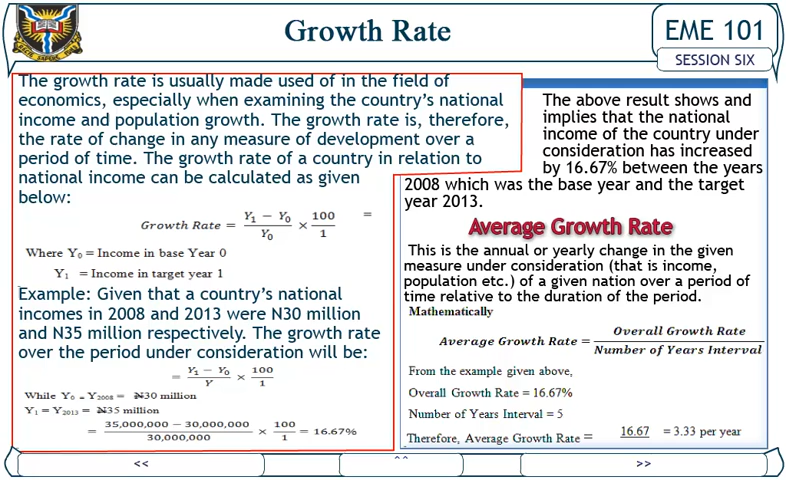 Growth Rate
EME 101
SESSION SIX
The growth rate is usually made used of in the field of
economics, especially when examining the country's national
income and population growth. The growth rate is, therefore,
the rate of change in any measure of development over a
period of time. The growth rate of a country in relation to
national income can be calculated as given
below:
Growth Rate = (Y₁ − Y₀)/Y₀ × 100/1 =
Where Y₀ = Income in base Year 0
Y₁ = Income in target year 1
Example: Given that a country's national
incomes in 2008 and 2013 were N30 million
and N35 million respectively. The growth rate
over the period under consideration will be:
= (Y₁ − Y₀)/Y × 100/1
While Y₀ = Y₂₀₀₈ = ₦30 million
Y₁ = Y₂₀₁₃ = ₦35 million
= (35,000,000 − 30,000,000)/30,000,000 × 100/1 = 16.67%
The above result shows and
implies that the national
income of the country under
consideration has increased
by 16.67% between the years
2008 which was the base year and the target
year 2013.
Average Growth Rate
This is the annual or yearly change in the given
measure under consideration (that is income,
population etc.) of a given nation over a period of
time relative to the duration of the period.
Mathematically
Average Growth Rate = Overall Growth Rate/Number of Years Interval
From the example given above,
Overall Growth Rate = 16.67%
Number of Years Interval = 5
Therefore, Average Growth Rate = 16.67 = 3.33 per year
<< ^^ >>